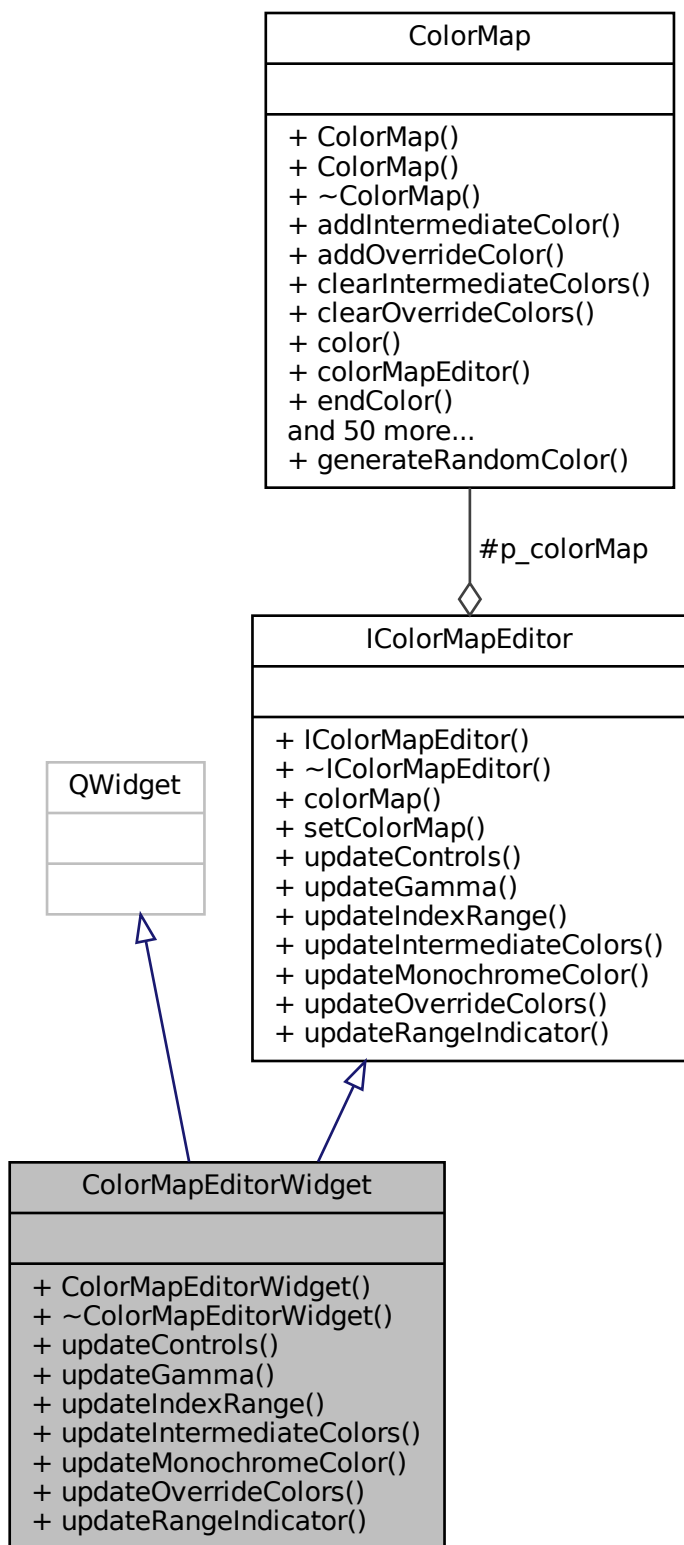 ColorMap
+ ColorMap()
+ ColorMap()
+ ~ColorMap()
+ addIntermediateColor()
+ addOverrideColor()
+ clearIntermediateColors()
+ clearOverrideColors()
+ color()
+ colorMapEditor()
+ endColor()
and 50 more...
+ generateRandomColor()
#p_colorMap
IColorMapEditor
+ IColorMapEditor()
+ ~IColorMapEditor()
+ colorMap()
+ setColorMap()
+ updateControls()
+ updateGamma()
+ updateIndexRange()
+ updateIntermediateColors()
+ updateMonochromeColor()
+ updateOverrideColors()
+ updateRangeIndicator()
QWidget
ColorMapEditorWidget
+ ColorMapEditorWidget()
+ ~ColorMapEditorWidget()
+ updateControls()
+ updateGamma()
+ updateIndexRange()
+ updateIntermediateColors()
+ updateMonochromeColor()
+ updateOverrideColors()
+ updateRangeIndicator()